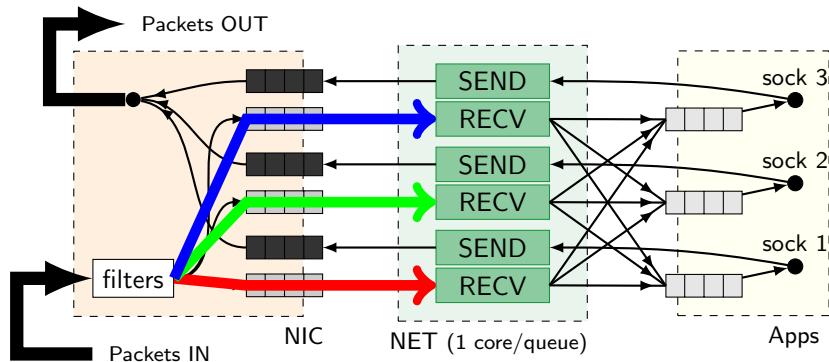 Packets OUT
sock 3
SEND
RECV
sock 2
SEND
RECV
sock 1
SEND
filters
RECV
NIC
NET (1 core/queue)
Apps
Packets IN